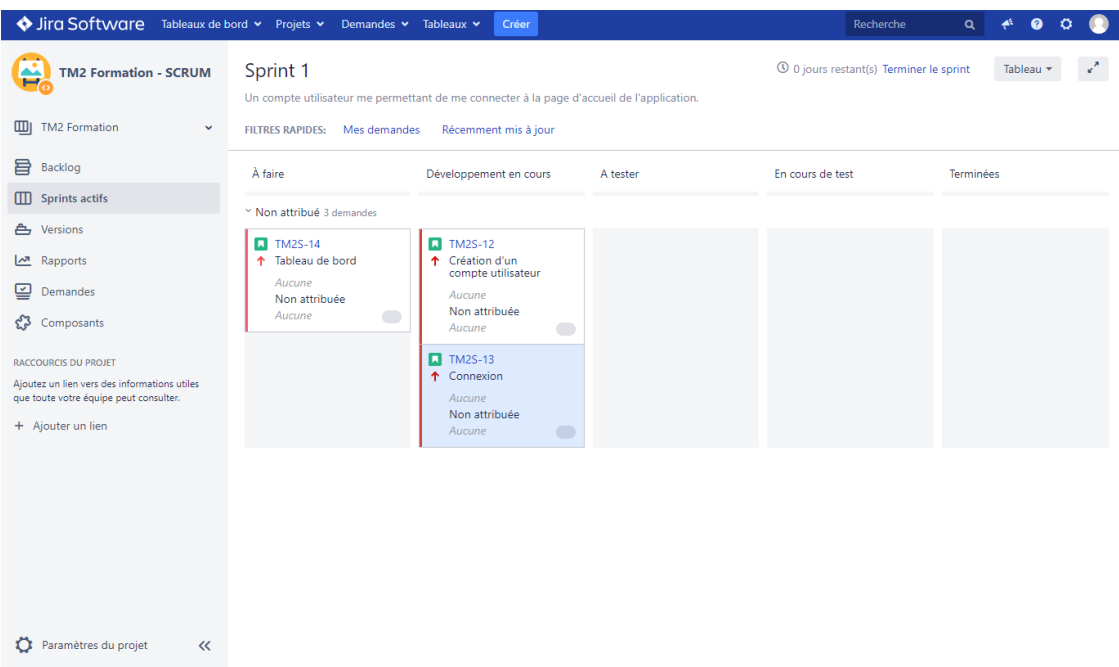 Jira Software Tableaux de bord Projets Demandes Tableaux Créer Recherche
TM2 Formation - SCRUM
TM2 Formation
Backlog
Sprints actifs
Versions
Rapports
Demandes
Composants
RACCOURCIS DU PROJET
Ajoutez un lien vers des informations utiles
que toute votre équipe peut consulter.
+ Ajouter un lien
Paramètres du projet
Sprint 1
0 jours restant(s) Terminer le sprint Tableau
Un compte utilisateur me permettant de me connecter à la page d'accueil de l'application.
FILTRES RAPIDES: Mes demandes Récemment mis à jour
À faire Développement en cours A tester En cours de test Terminées
Non attribué 3 demandes
TM2S-14
Tableau de bord
Aucune
Non attribuée
Aucune
TM2S-12
Création d'un
compte utilisateur
Aucune
Non attribuée
Aucune
TM2S-13
Connexion
Aucune
Non attribuée
Aucune